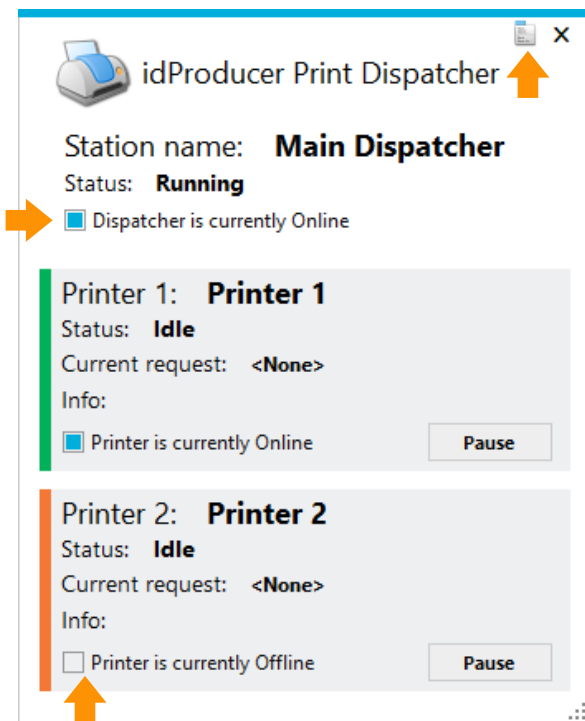 idProducer Print Dispatcher
Station name: Main Dispatcher
Status: Running
Dispatcher is currently Online
Printer 1: Printer 1
Status: Idle
Current request: <None>
Info:
Printer is currently Online
Pause
Printer 2: Printer 2
Status: Idle
Current request: <None>
Info:
Printer is currently Offline
Pause